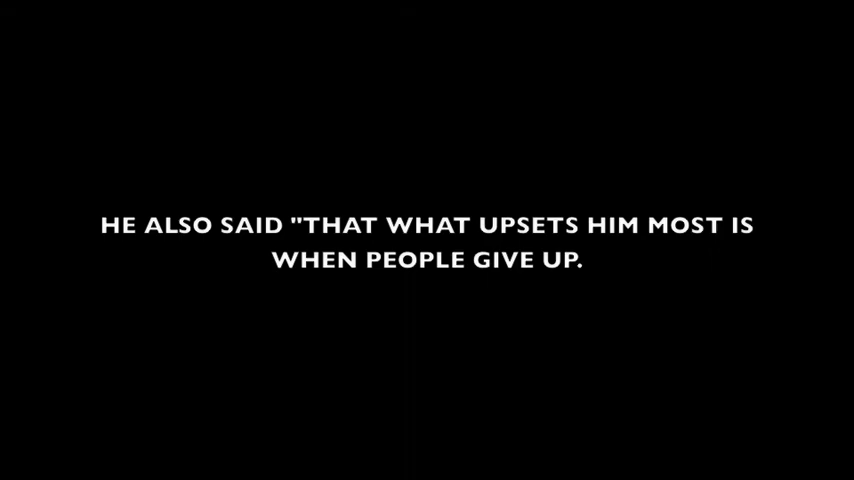 HE ALSO SAID "THAT WHAT UPSETS HIM MOST IS
WHEN PEOPLE GIVE UP.